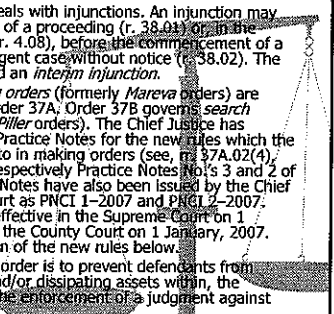 eals with injunctions. An injunction may
of a proceeding (r. 38.01) or, in the
r. 4.08), before the commencement of a
gent case without notice (r. 38.02). The
d an interim injunction.
orders (formerly Mareva orders) are
der 37A. Order 37B governs search
Piller orders). The Chief Justice has
Practice Notes for the new rules which the
to in making orders (see, rr. 37A.02(4),
espectively Practice Notes No.'s 3 and 2 of
Notes have also been issued by the Chief
rt as PNCI 1–2007 and PNCI 2–2007.
ffective in the Supreme Court on 1
the County Court on 1 January, 2007.
n of the new rules below.
order is to prevent defendants from
nd/or dissipating assets within, the
he enforcement of a judgment against